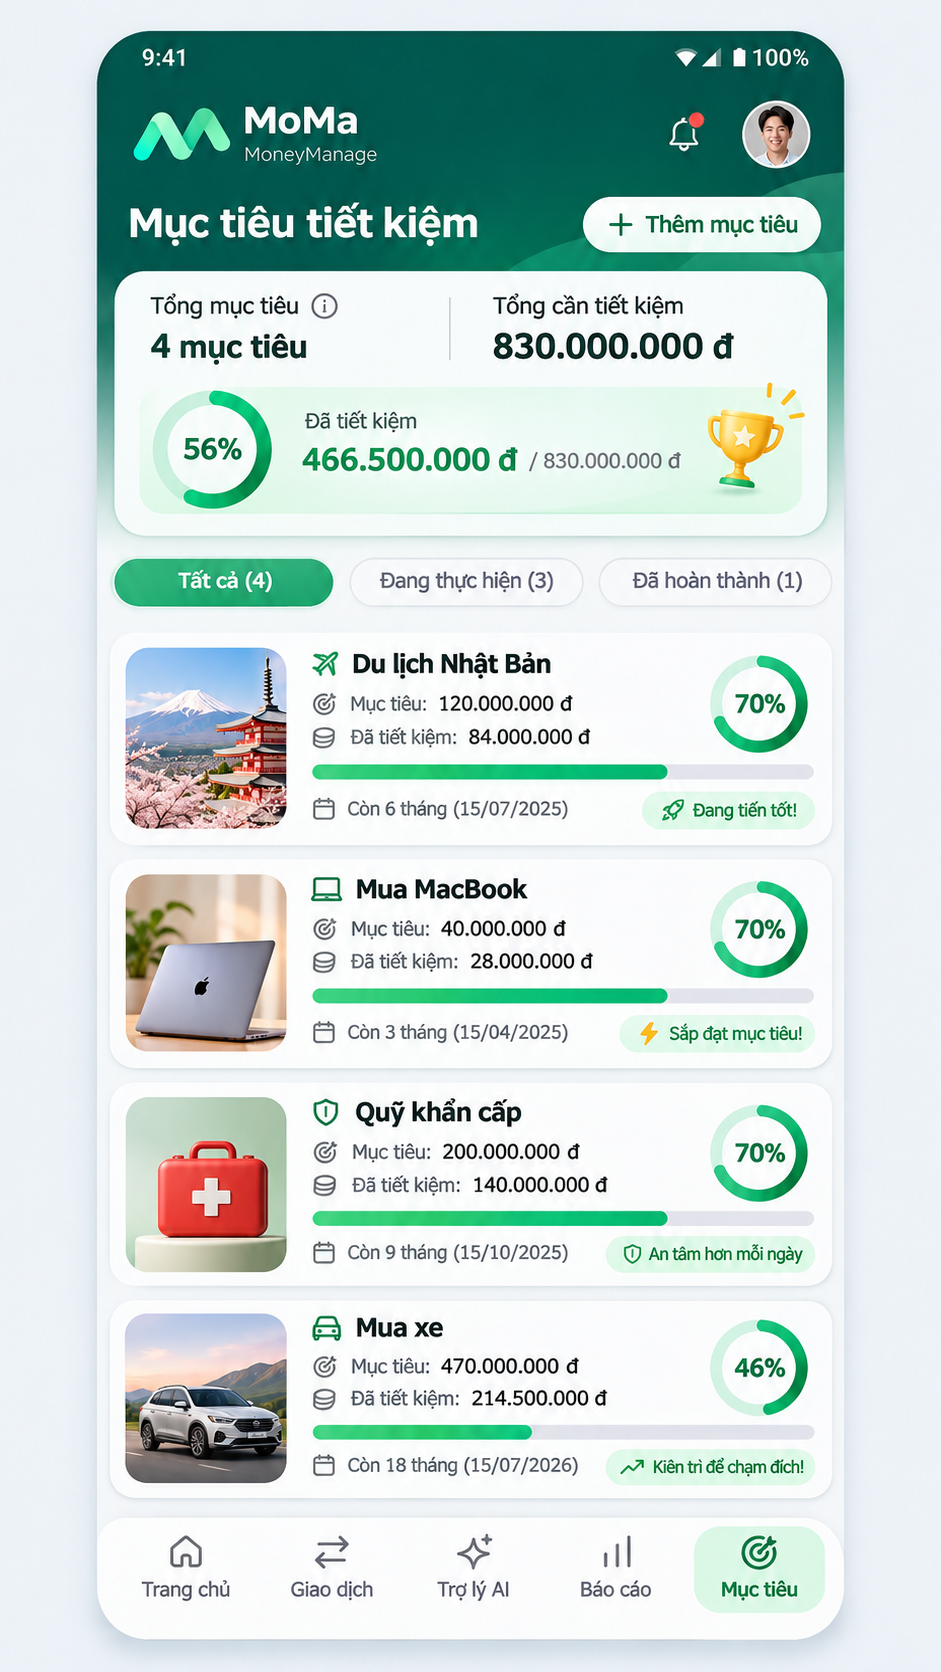 9:41
100%
MoMa
MoneyManage
Mục tiêu tiết kiệm
Thêm mục tiêu
Tổng mục tiêu
4 mục tiêu
Tổng cần tiết kiệm
830.000.000 đ
56%
Đã tiết kiệm
466.500.000 đ / 830.000.000 đ
Tất cả (4)
Đang thực hiện (3)
Đã hoàn thành (1)
Du lịch Nhật Bản
Mục tiêu: 120.000.000 đ
Đã tiết kiệm: 84.000.000 đ
70%
Còn 6 tháng (15/07/2025)
Đang tiến tốt!
Mua MacBook
Mục tiêu: 40.000.000 đ
Đã tiết kiệm: 28.000.000 đ
70%
Còn 3 tháng (15/04/2025)
Sắp đạt mục tiêu!
Quỹ khẩn cấp
Mục tiêu: 200.000.000 đ
Đã tiết kiệm: 140.000.000 đ
70%
Còn 9 tháng (15/10/2025)
An tâm hơn mỗi ngày
Mua xe
Mục tiêu: 470.000.000 đ
Đã tiết kiệm: 214.500.000 đ
46%
Còn 18 tháng (15/07/2026)
Kiên trì để chạm đích!
Trang chủ
Giao dịch
Trợ lý AI
Báo cáo
Mục tiêu